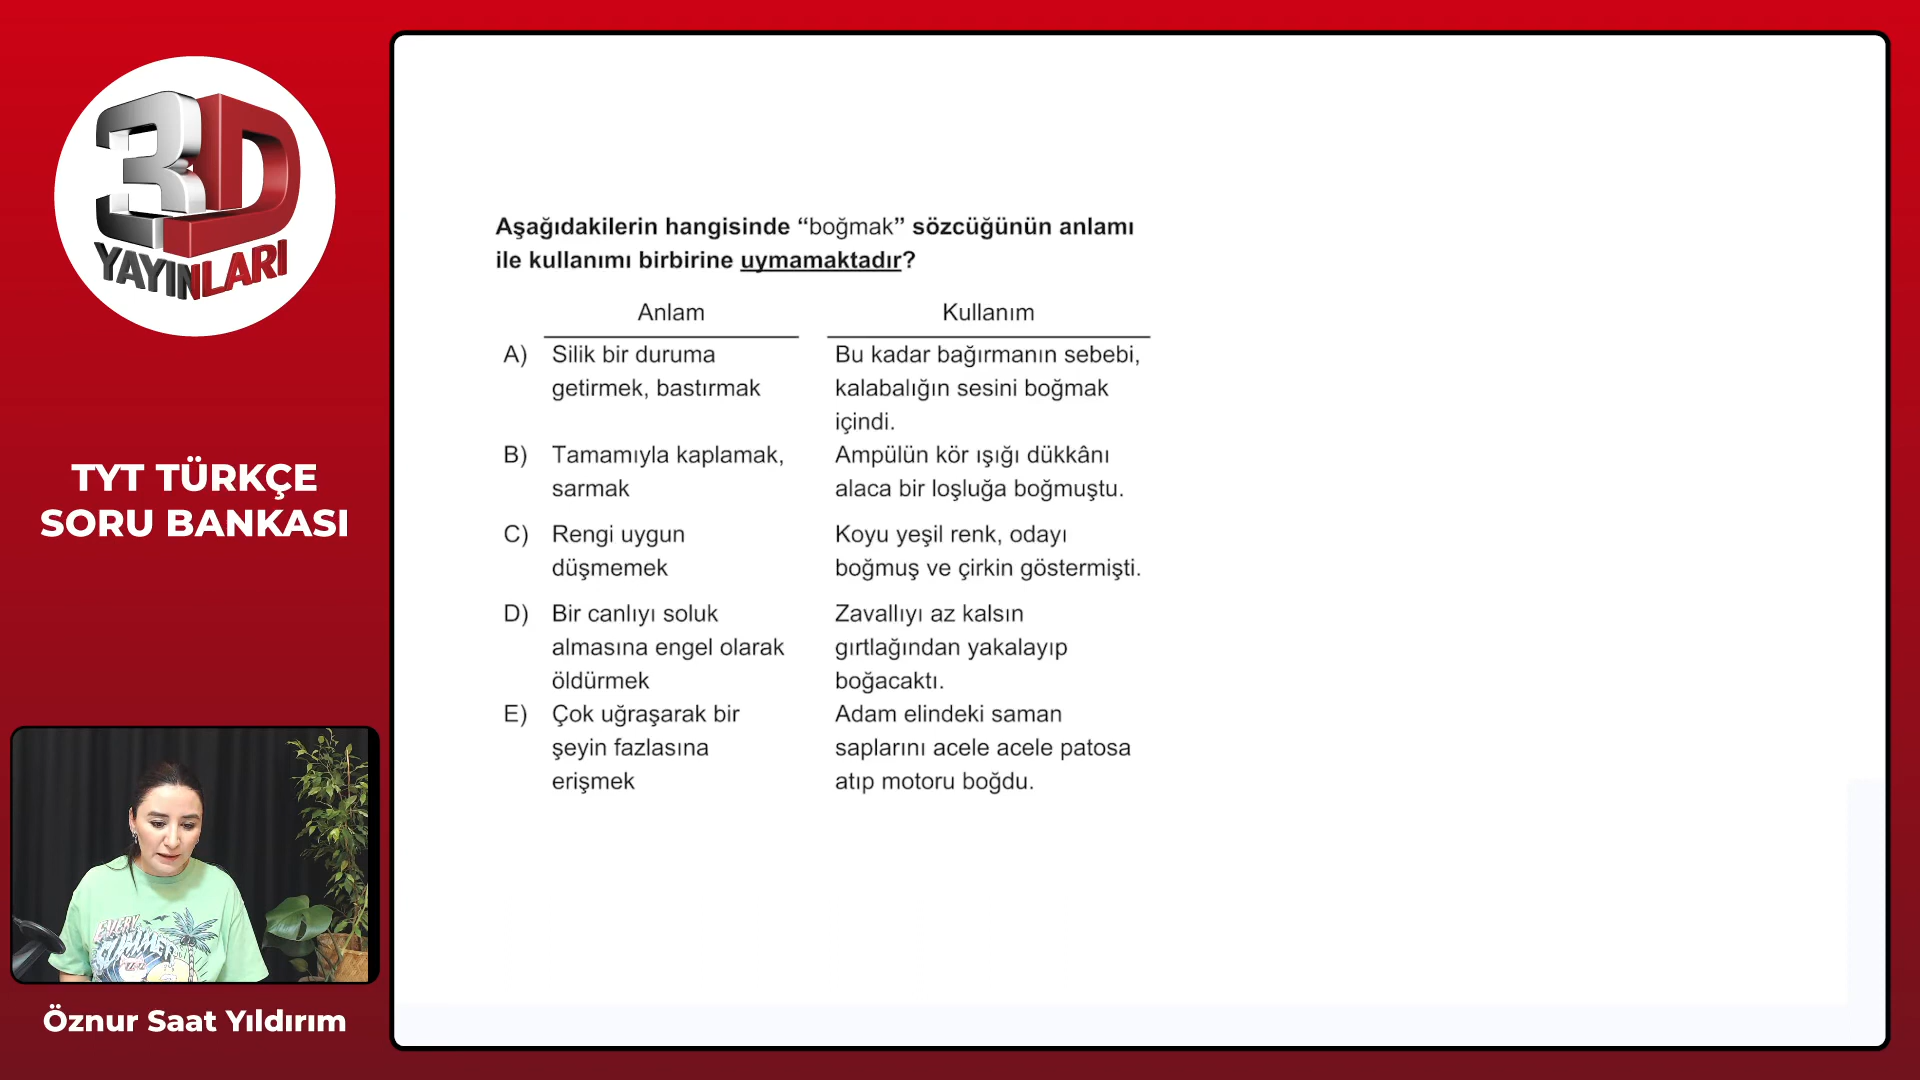 3D
YAYINLARI
TYT TÜRKÇE
SORU BANKASI
Öznur Saat Yıldırım
Aşağıdakilerin hangisinde “boğmak” sözcüğünün anlamı
ile kullanımı birbirine uymamaktadır?
Anlam Kullanım
A) Silik bir duruma Bu kadar bağırmanın sebebi,
getirmek, bastırmak kalabalığın sesini boğmak
içindi.
B) Tamamıyla kaplamak, Ampülün kör ışığı dükkânı
sarmak alaca bir loşluğa boğmuştu.
C) Rengi uygun Koyu yeşil renk, odayı
düşmemek boğmuş ve çirkin göstermişti.
D) Bir canlıyı soluk Zavallıyı az kalsın
almasına engel olarak gırtlağından yakalayıp
öldürmek boğacaktı.
E) Çok uğraşarak bir Adam elindeki saman
şeyin fazlasına saplarını acele acele patosa
erişmek atıp motoru boğdu.
EVERY
SUMMER